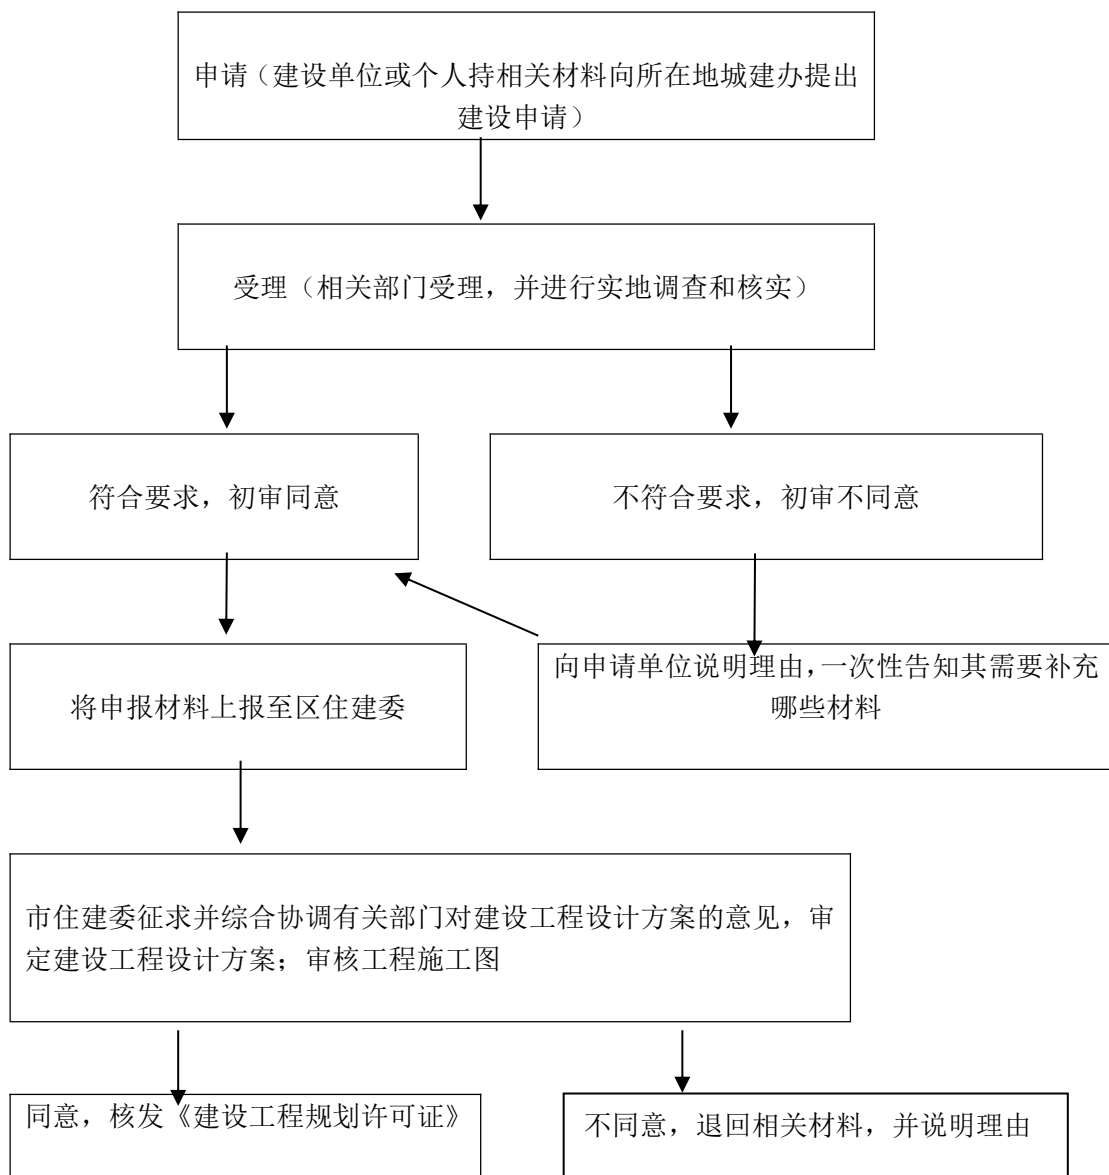 申请（建设单位或个人持相关材料向所在地城建办提出
建设申请）
受理（相关部门受理，并进行实地调查和核实）
符合要求，初审同意
不符合要求，初审不同意
将申报材料上报至区住建委
向申请单位说明理由，一次性告知其需要补充
哪些材料
市住建委征求并综合协调有关部门对建设工程设计方案的意见，审
定建设工程设计方案；审核工程施工图
同意，核发《建设工程规划许可证》
不同意，退回相关材料，并说明理由